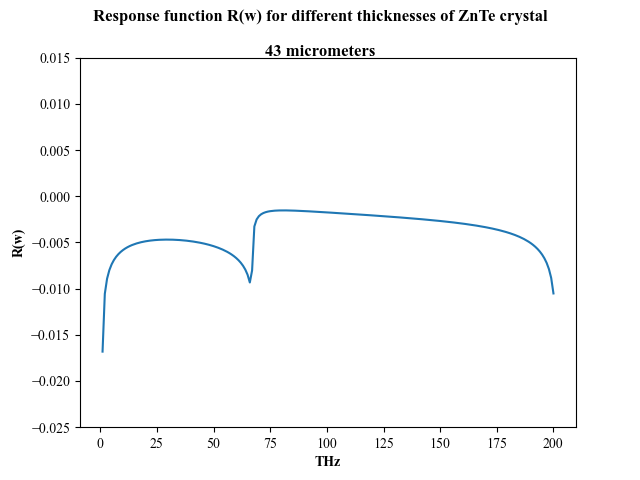 Response function R(w) for different thicknesses of ZnTe crystal
43 micrometers
0.015
0.010
0.005
0.000
−0.005
−0.010
−0.015
−0.020
−0.025
R(w)
0 25 50 75 100 125 150 175 200
THz